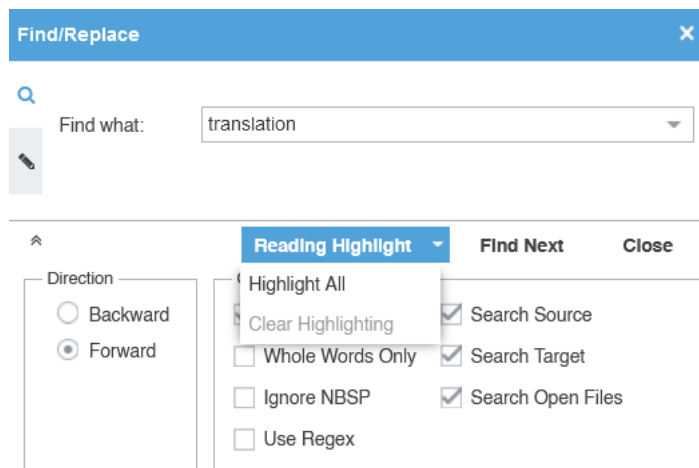 Find/Replace
Find what:
translation
Reading Highlight
Find Next
Close
Direction
Highlight All
Backward
Clear Highlighting
Search Source
Forward
Whole Words Only
Search Target
Ignore NBSP
Search Open Files
Use Regex